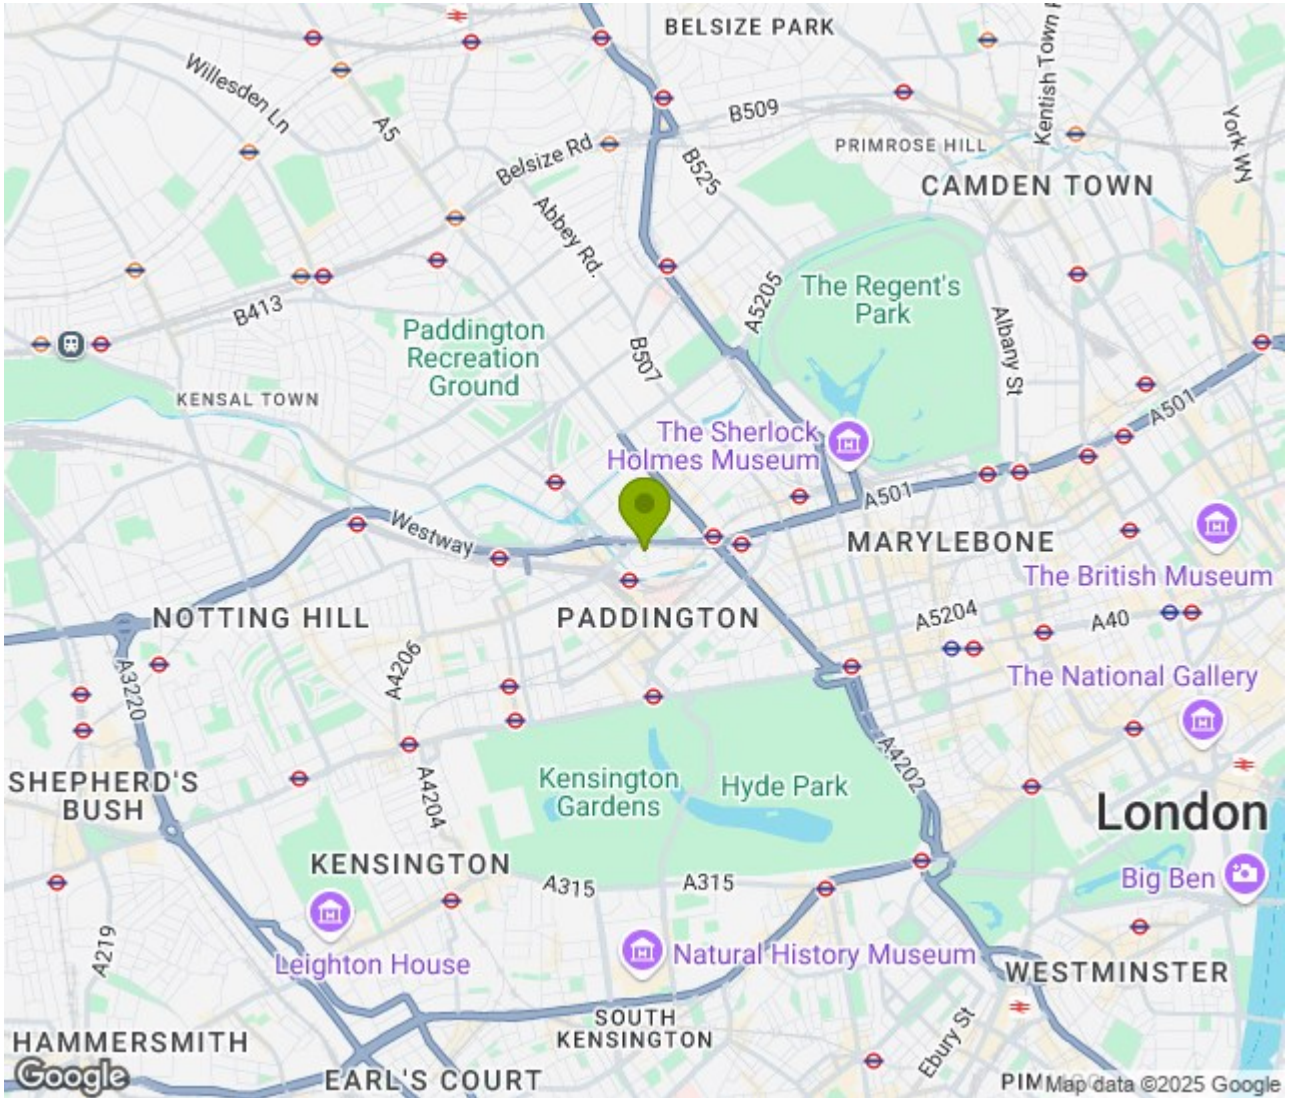 BELSIZE PARK
Willesden Ln
A5
B509
Kentish Town
York Wy
Belsize Rd
B525
PRIMROSE HILL
CAMDEN TOWN
Abbey Rd.
A5205
The Regent's
Park
B413
Albany St
Paddington
Recreation
Ground
B507
KENSAL TOWN
A501
The Sherlock
Holmes Museum
A501
Westway
MARYLEBONE
The British Museum
NOTTING HILL
PADDINGTON
A5204
A40
A4206
A3220
The National Gallery
A4202
SHEPHERD'S
BUSH
A4204
Kensington
Gardens
Hyde Park
London
KENSINGTON
A315
A315
Big Ben
A219
Leighton House
Natural History Museum
WESTMINSTER
SOUTH
KENSINGTON
Ebury St
HAMMERSMITH
EARL'S COURT
Google
Map data ©2025 Google